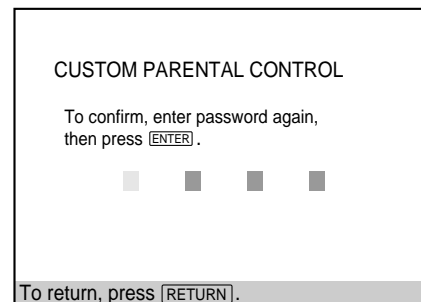 CUSTOM PARENTAL CONTROL
To confirm, enter password again,
then press ENTER.
To return, press RETURN.